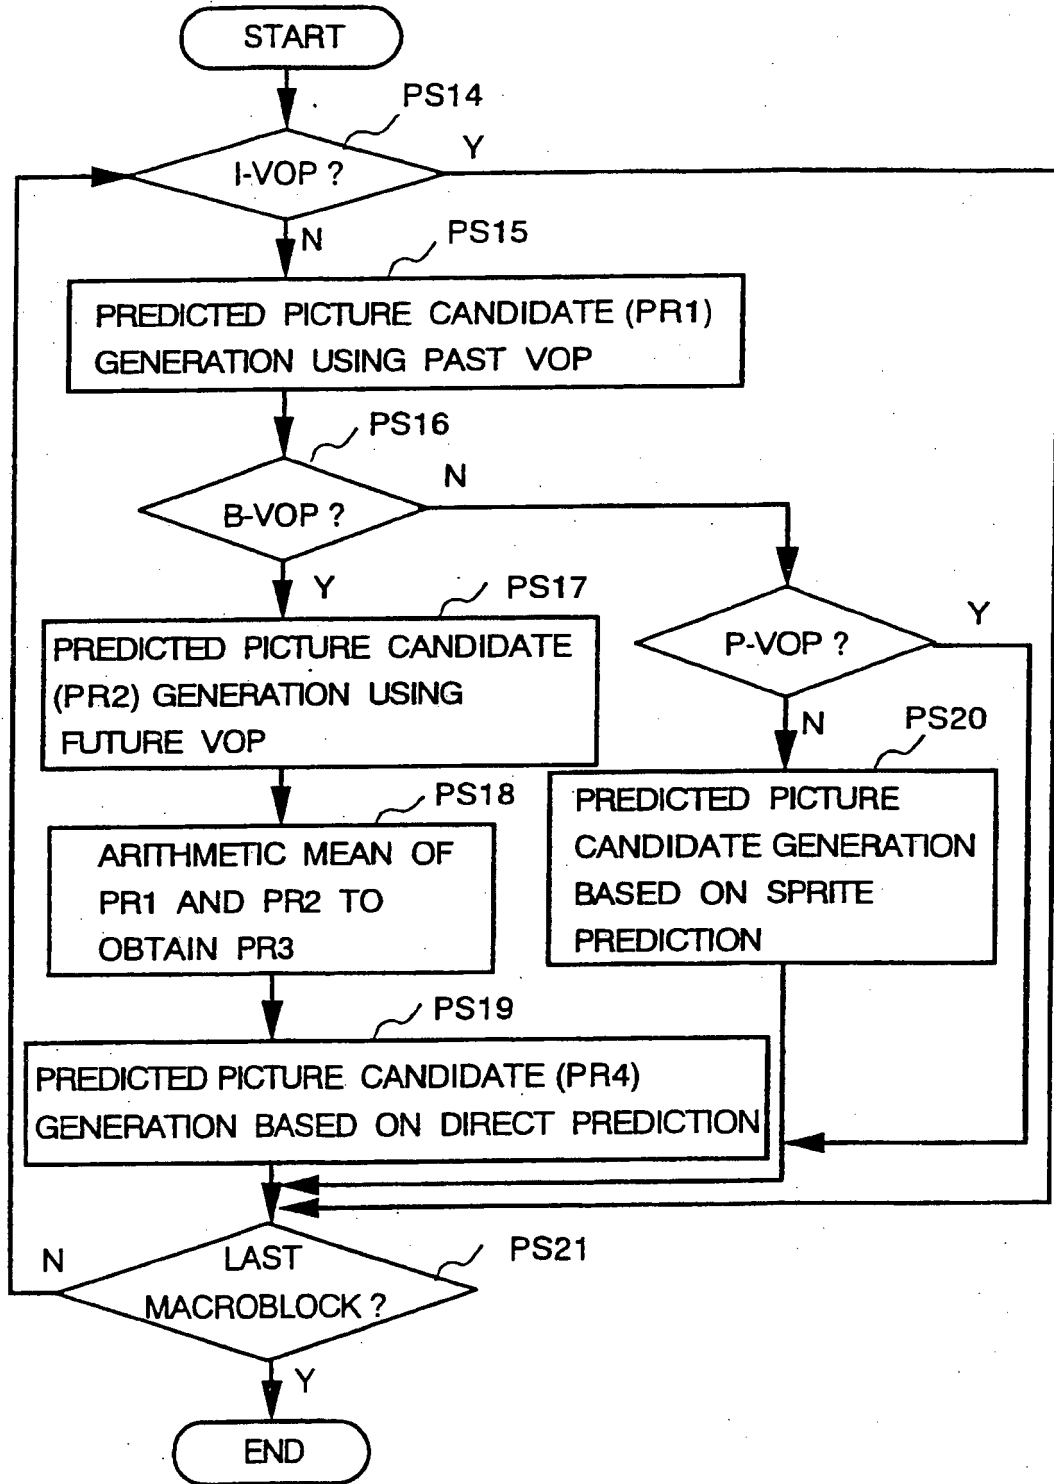 START
PS14
I-VOP ?
Y
N
PS15
PREDICTED PICTURE CANDIDATE (PR1)
GENERATION USING PAST VOP
PS16
B-VOP ?
N
Y
PS17
PREDICTED PICTURE CANDIDATE
(PR2) GENERATION USING
FUTURE VOP
P-VOP ?
Y
N
PS20
PREDICTED PICTURE
CANDIDATE GENERATION
BASED ON SPRITE
PREDICTION
PS18
ARITHMETIC MEAN OF
PR1 AND PR2 TO
OBTAIN PR3
PS19
PREDICTED PICTURE CANDIDATE (PR4)
GENERATION BASED ON DIRECT PREDICTION
N
LAST
MACROBLOCK ?
PS21
Y
END